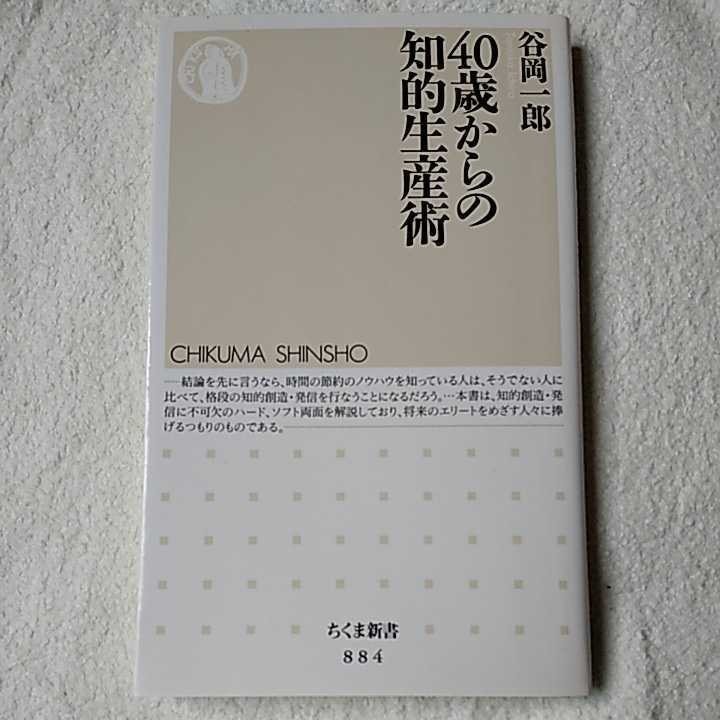 谷岡一郎
40歳からの
知的生産術
CHIKUMA SHINSHO
──結論を先に言うなら、時間の節約のノウハウを知っている人は、そうでない人に
比べて、格段の知的創造・発信を行なうことになるだろう。…本書は、知的創造・発
信に不可欠のハード、ソフト両面を解説しており、将来のエリートをめざす人々に捧
げるつもりのものである。──
ちくま新書
884